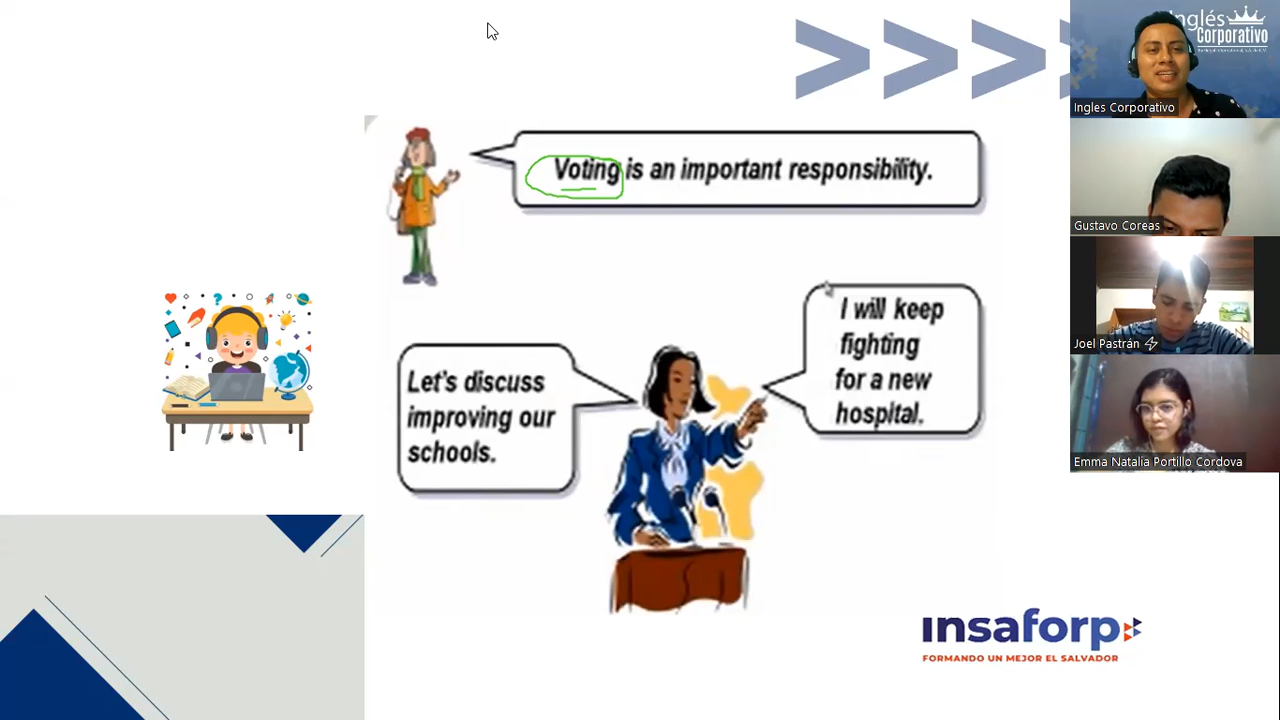 Inglés
Corporativo
Ingles Corporativo
Voting is an important responsibility.
Gustavo Coreas
I will keep
fighting
for a new
hospital.
Joel Pastrán
Let's discuss
improving our
schools.
Emma Natalia Portillo Cordova
insaforp
FORMANDO UN MEJOR EL SALVADOR